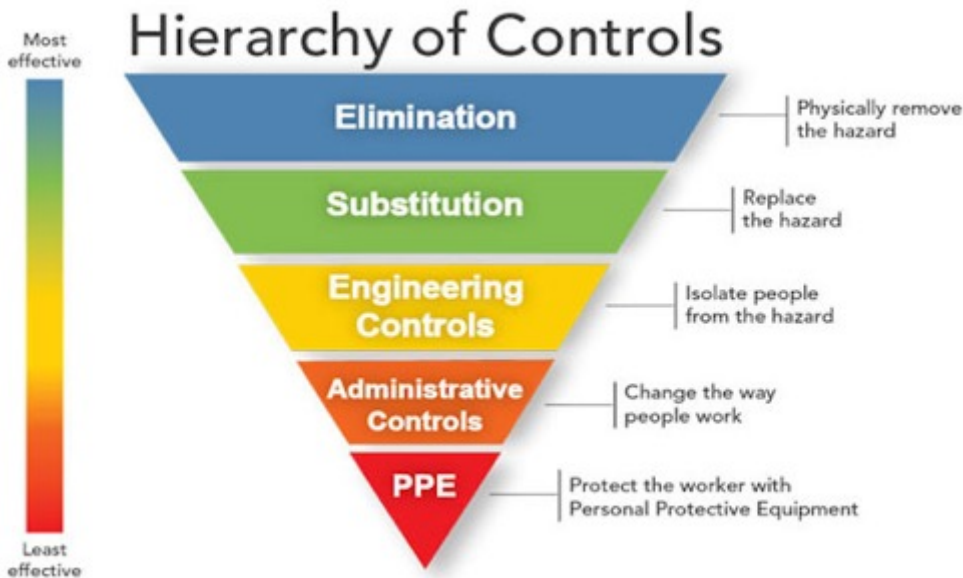 Hierarchy of Controls
Most
effective
Elimination
Physically remove
the hazard
Substitution
Replace
the hazard
Engineering
Controls
Isolate people
from the hazard
Administrative
Controls
Change the way
people work
PPE
Protect the worker with
Personal Protective Equipment
Least
effective